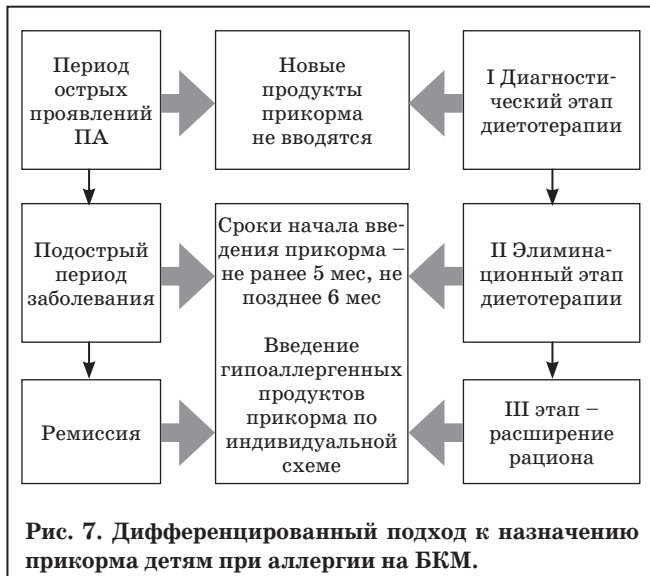 Период
острых
проявлений
ПА
Новые
продукты
прикорма
не вводятся
I Диагности-
ческий этап
диетотерапии
Подострый
период
заболевания
Сроки начала вве-
дения прикорма –
не ранее 5 мес, не
позднее 6 мес
Введение
гипоаллергенных
продуктов
прикорма по
индивидуальной
схеме
II Элимина-
ционный этап
диетотерапии
Ремиссия
III этап –
расширение
рациона
Рис. 7. Дифференцированный подход к назначению
прикорма детям при аллергии на БКМ.